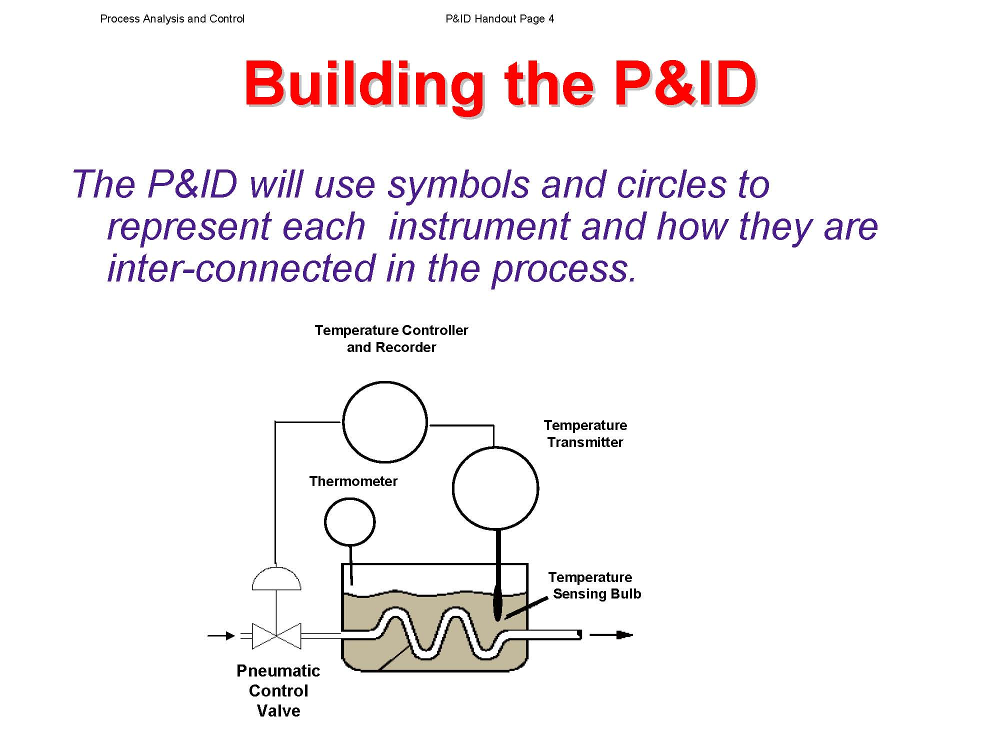 Process Analysis and Control
P&ID Handout Page 4
Building the P&ID
The P&ID will use symbols and circles to
represent each  instrument and how they are
inter-connected in the process.
Temperature Controller
and Recorder
Temperature
Transmitter
Thermometer
Temperature
Sensing Bulb
Pneumatic
Control
Valve